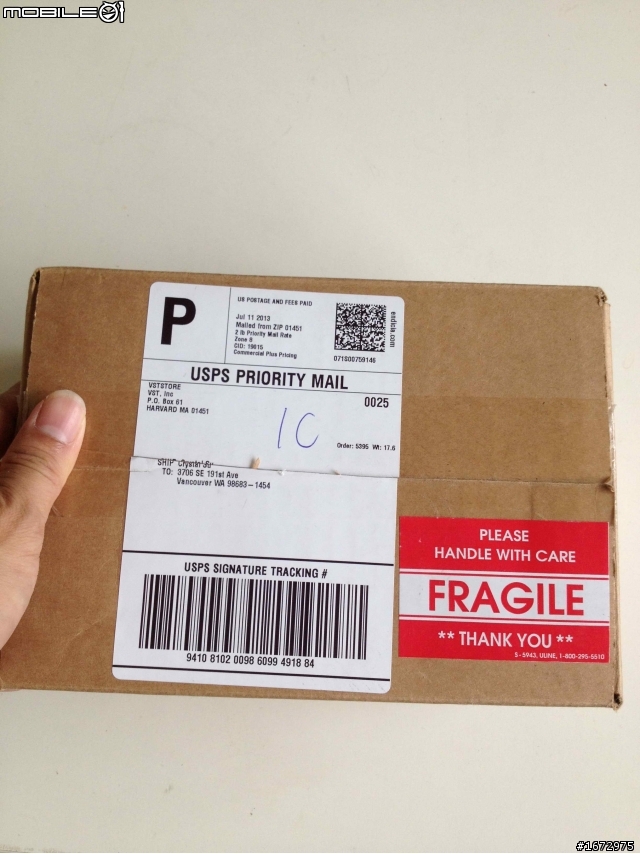 MOBILE01
P
US POSTAGE AND FEES PAID
Jul 11 2013
Mailed from ZIP 01451
2 lb Priority Mail Rate
Zone 8
CID: 19815
Commercial Plus Pricing
endicia.com
071S00759146
USPS PRIORITY MAIL
VSTSTORE
VST, Inc
P.O. Box 61
HARVARD MA 01451
0025
1C
Order: 5395 Wt: 17.6
SHIP
TO: 3706 SE 191st Ave
Vancouver WA 98683-1454
USPS SIGNATURE TRACKING #
9410 8102 0098 6099 4918 84
PLEASE
HANDLE WITH CARE
FRAGILE
** THANK YOU **
S-5943, ULINE, 1-800-295-5510
#1672975